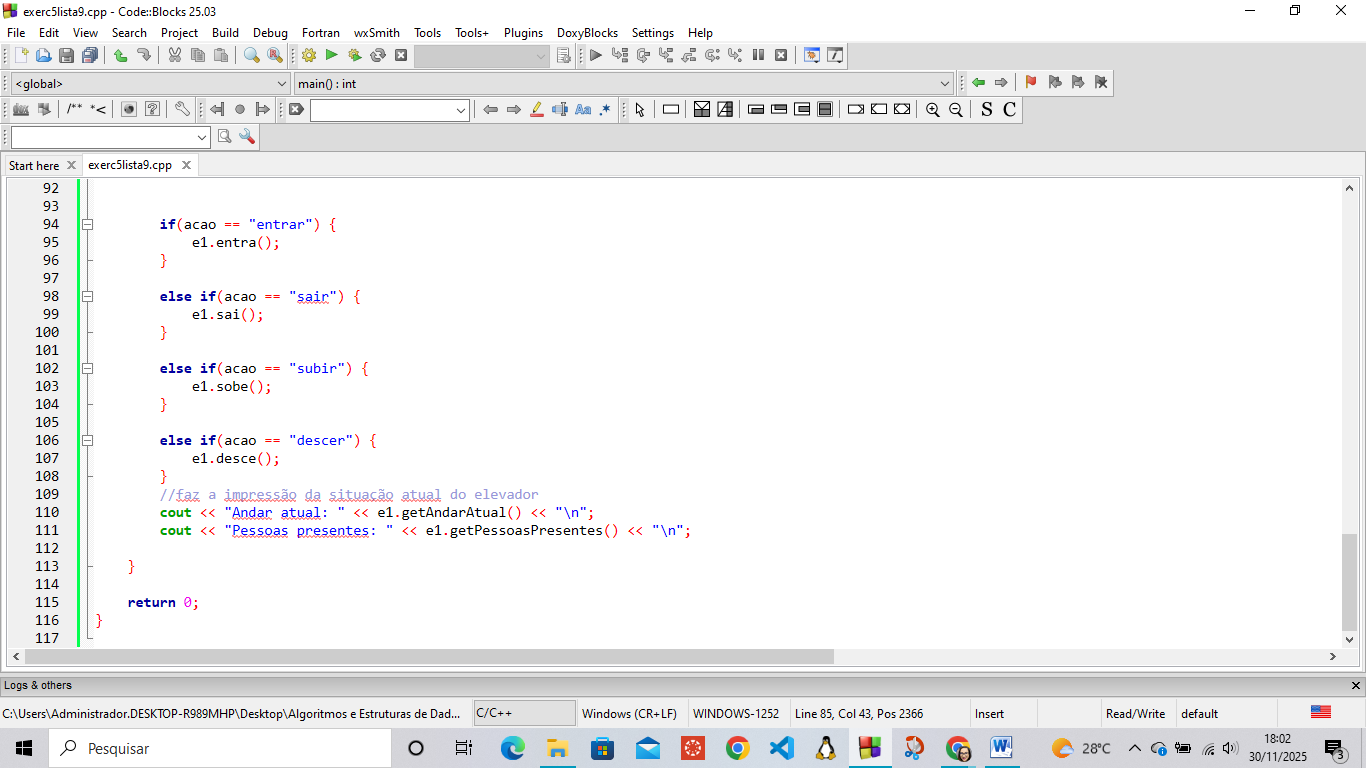 exerc5lista9.cpp - Code::Blocks 25.03
File Edit View Search Project Build Debug Fortran wxSmith Tools Tools+ Plugins DoxyBlocks Settings Help
<global> main() : int
/** *< Aa .* S C
Start here exerc5lista9.cpp
92
93
94 if(acao == "entrar") {
95 e1.entra();
96 }
97
98 else if(acao == "sair") {
99 e1.sai();
100 }
101
102 else if(acao == "subir") {
103 e1.sobe();
104 }
105
106 else if(acao == "descer") {
107 e1.desce();
108 }
109 //faz a impressão da situação atual do elevador
110 cout << "Andar atual: " << e1.getAndarAtual() << "\n";
111 cout << "Pessoas presentes: " << e1.getPessoasPresentes() << "\n";
112
113 }
114
115 return 0;
116 }
117
Logs & others
C:\Users\Administrador.DESKTOP-R989MHP\Desktop\Algoritmos e Estruturas de Dad... C/C++ Windows (CR+LF) WINDOWS-1252 Line 85, Col 43, Pos 2366 Insert Read/Write default
Pesquisar 28°C 18:02
30/11/2025 3